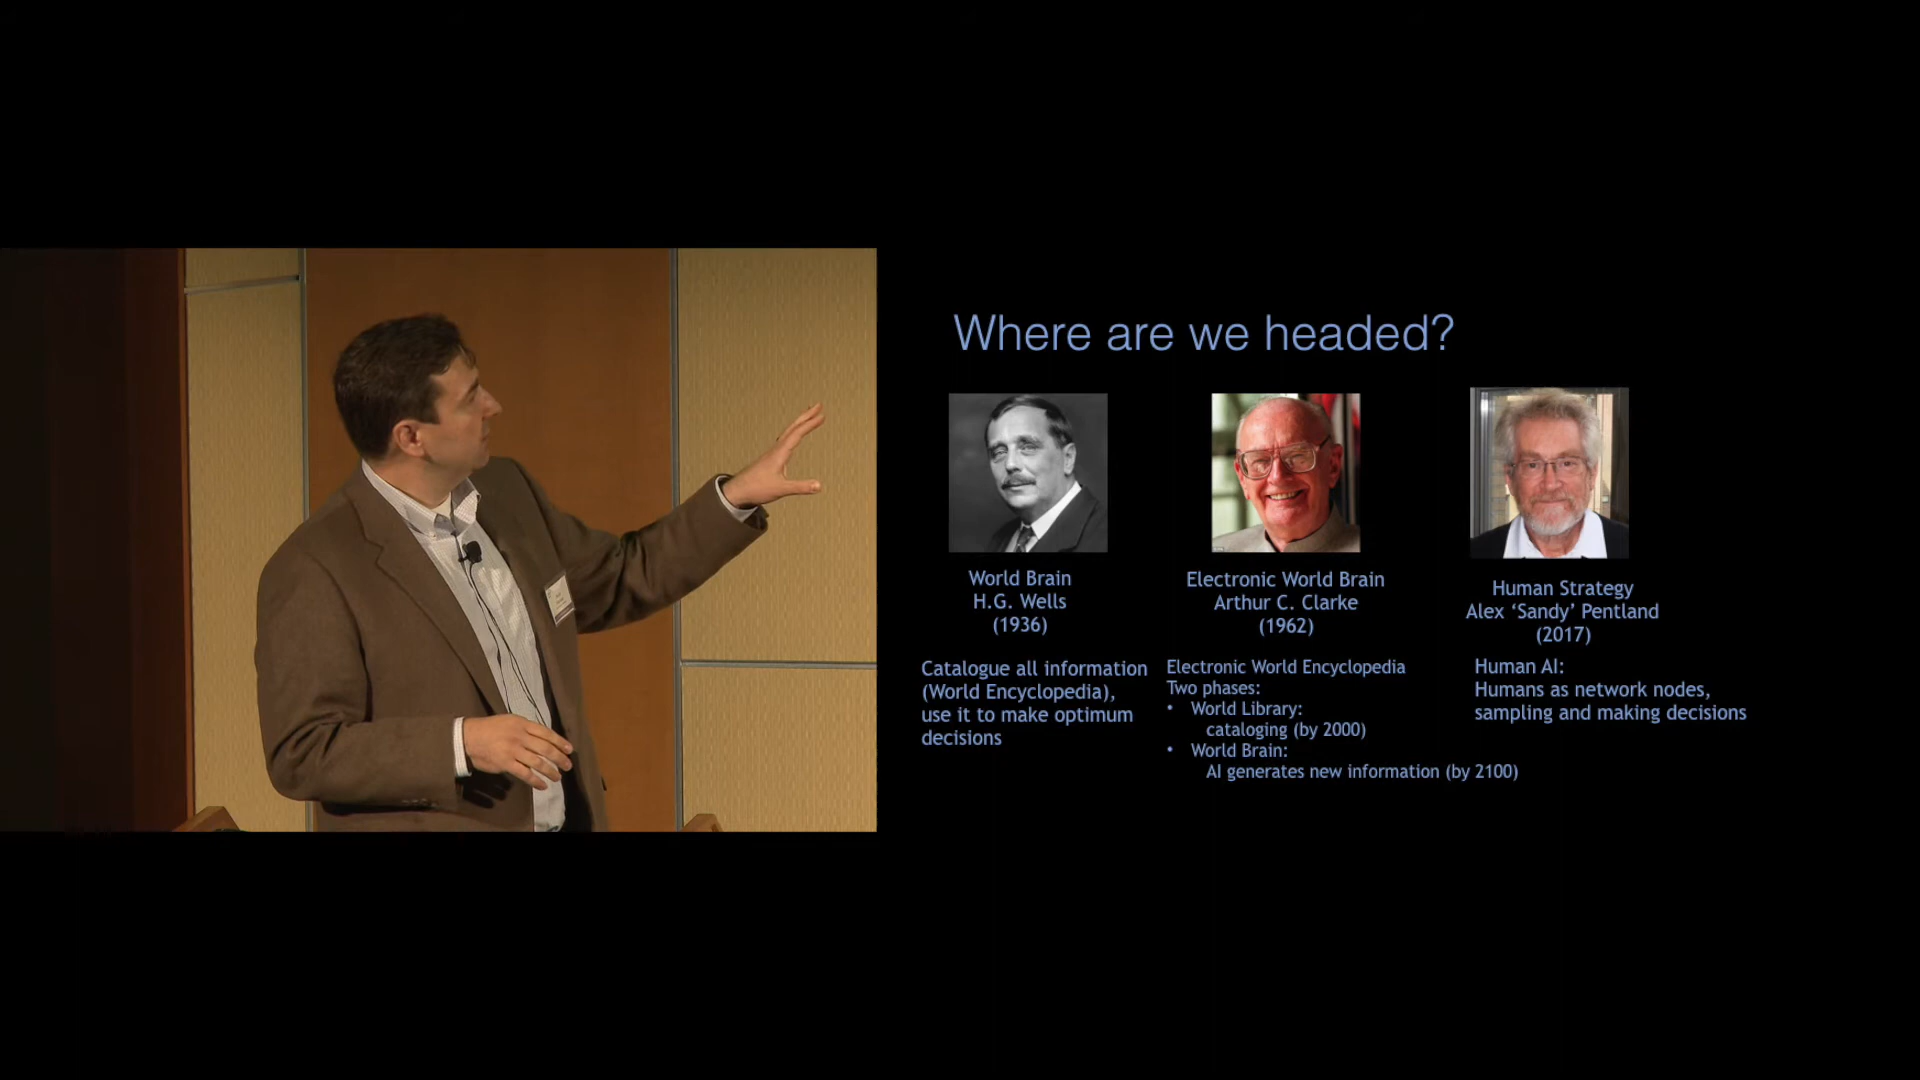 Where are we headed?
World Brain
H.G. Wells
(1936)
Catalogue all information
(World Encyclopedia),
use it to make optimum
decisions
Electronic World Brain
Arthur C. Clarke
(1962)
Electronic World Encyclopedia
Two phases:
• World Library:
cataloging (by 2000)
• World Brain:
AI generates new information (by 2100)
Human Strategy
Alex ‘Sandy’ Pentland
(2017)
Human AI:
Humans as network nodes,
sampling and making decisions